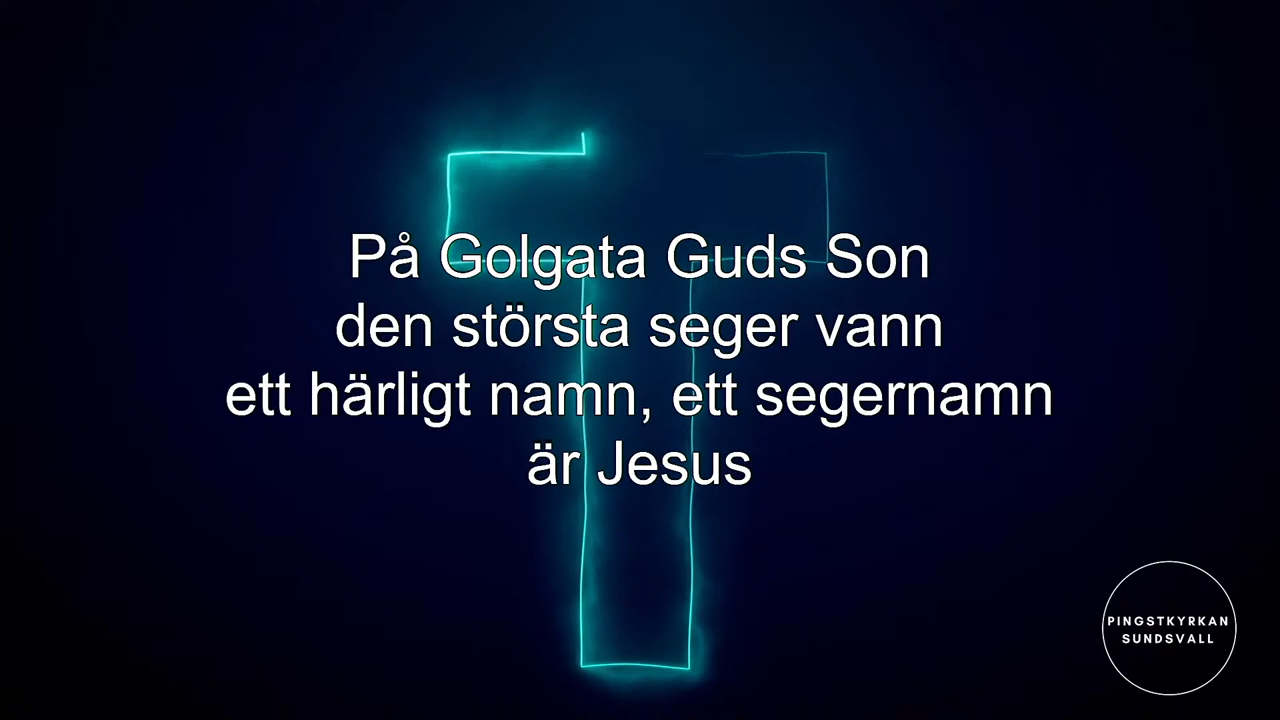 På Golgata Guds Son
den största seger vann
ett härligt namn, ett segernamn
är Jesus
PINGSTKYRKAN
SUNDSVALL